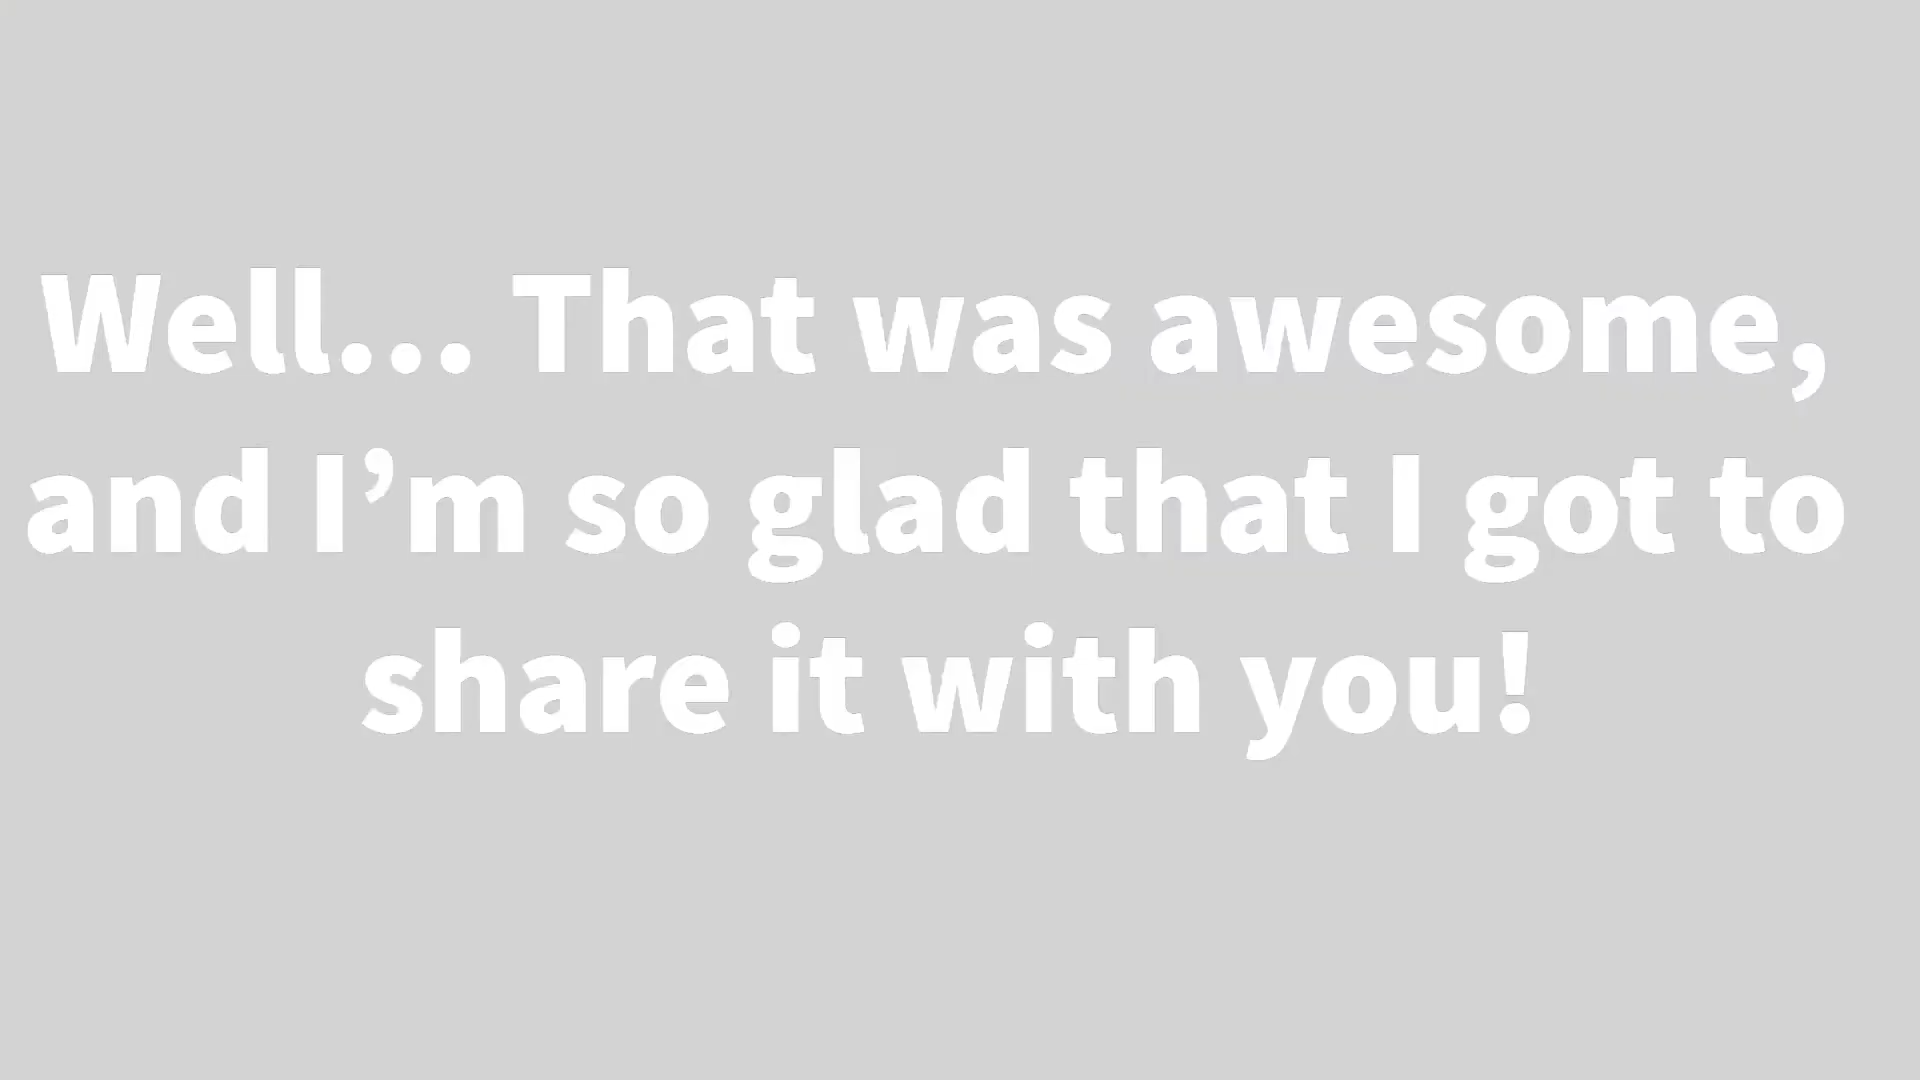 Well… That was awesome,
and I’m so glad that I got to
share it with you!